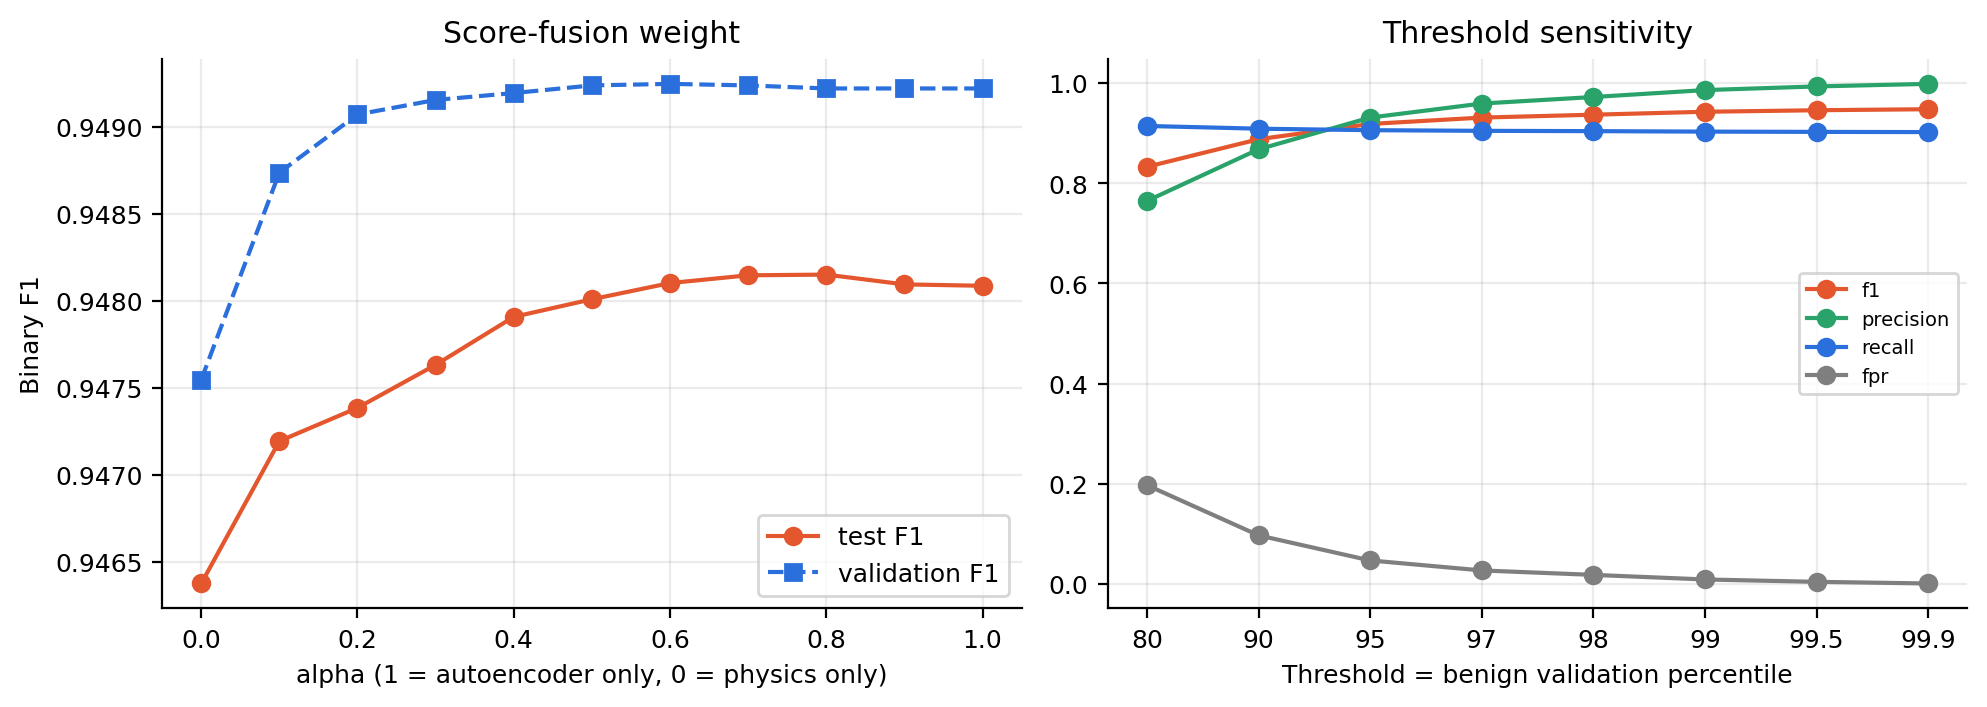 Score-fusion weight
Binary F1
0.9490
0.9485
0.9480
0.9475
0.9470
0.9465
0.0 0.2 0.4 0.6 0.8 1.0
alpha (1 = autoencoder only, 0 = physics only)
test F1
validation F1
Threshold sensitivity
1.0
0.8
0.6
0.4
0.2
0.0
80 90 95 97 98 99 99.5 99.9
Threshold = benign validation percentile
f1
precision
recall
fpr